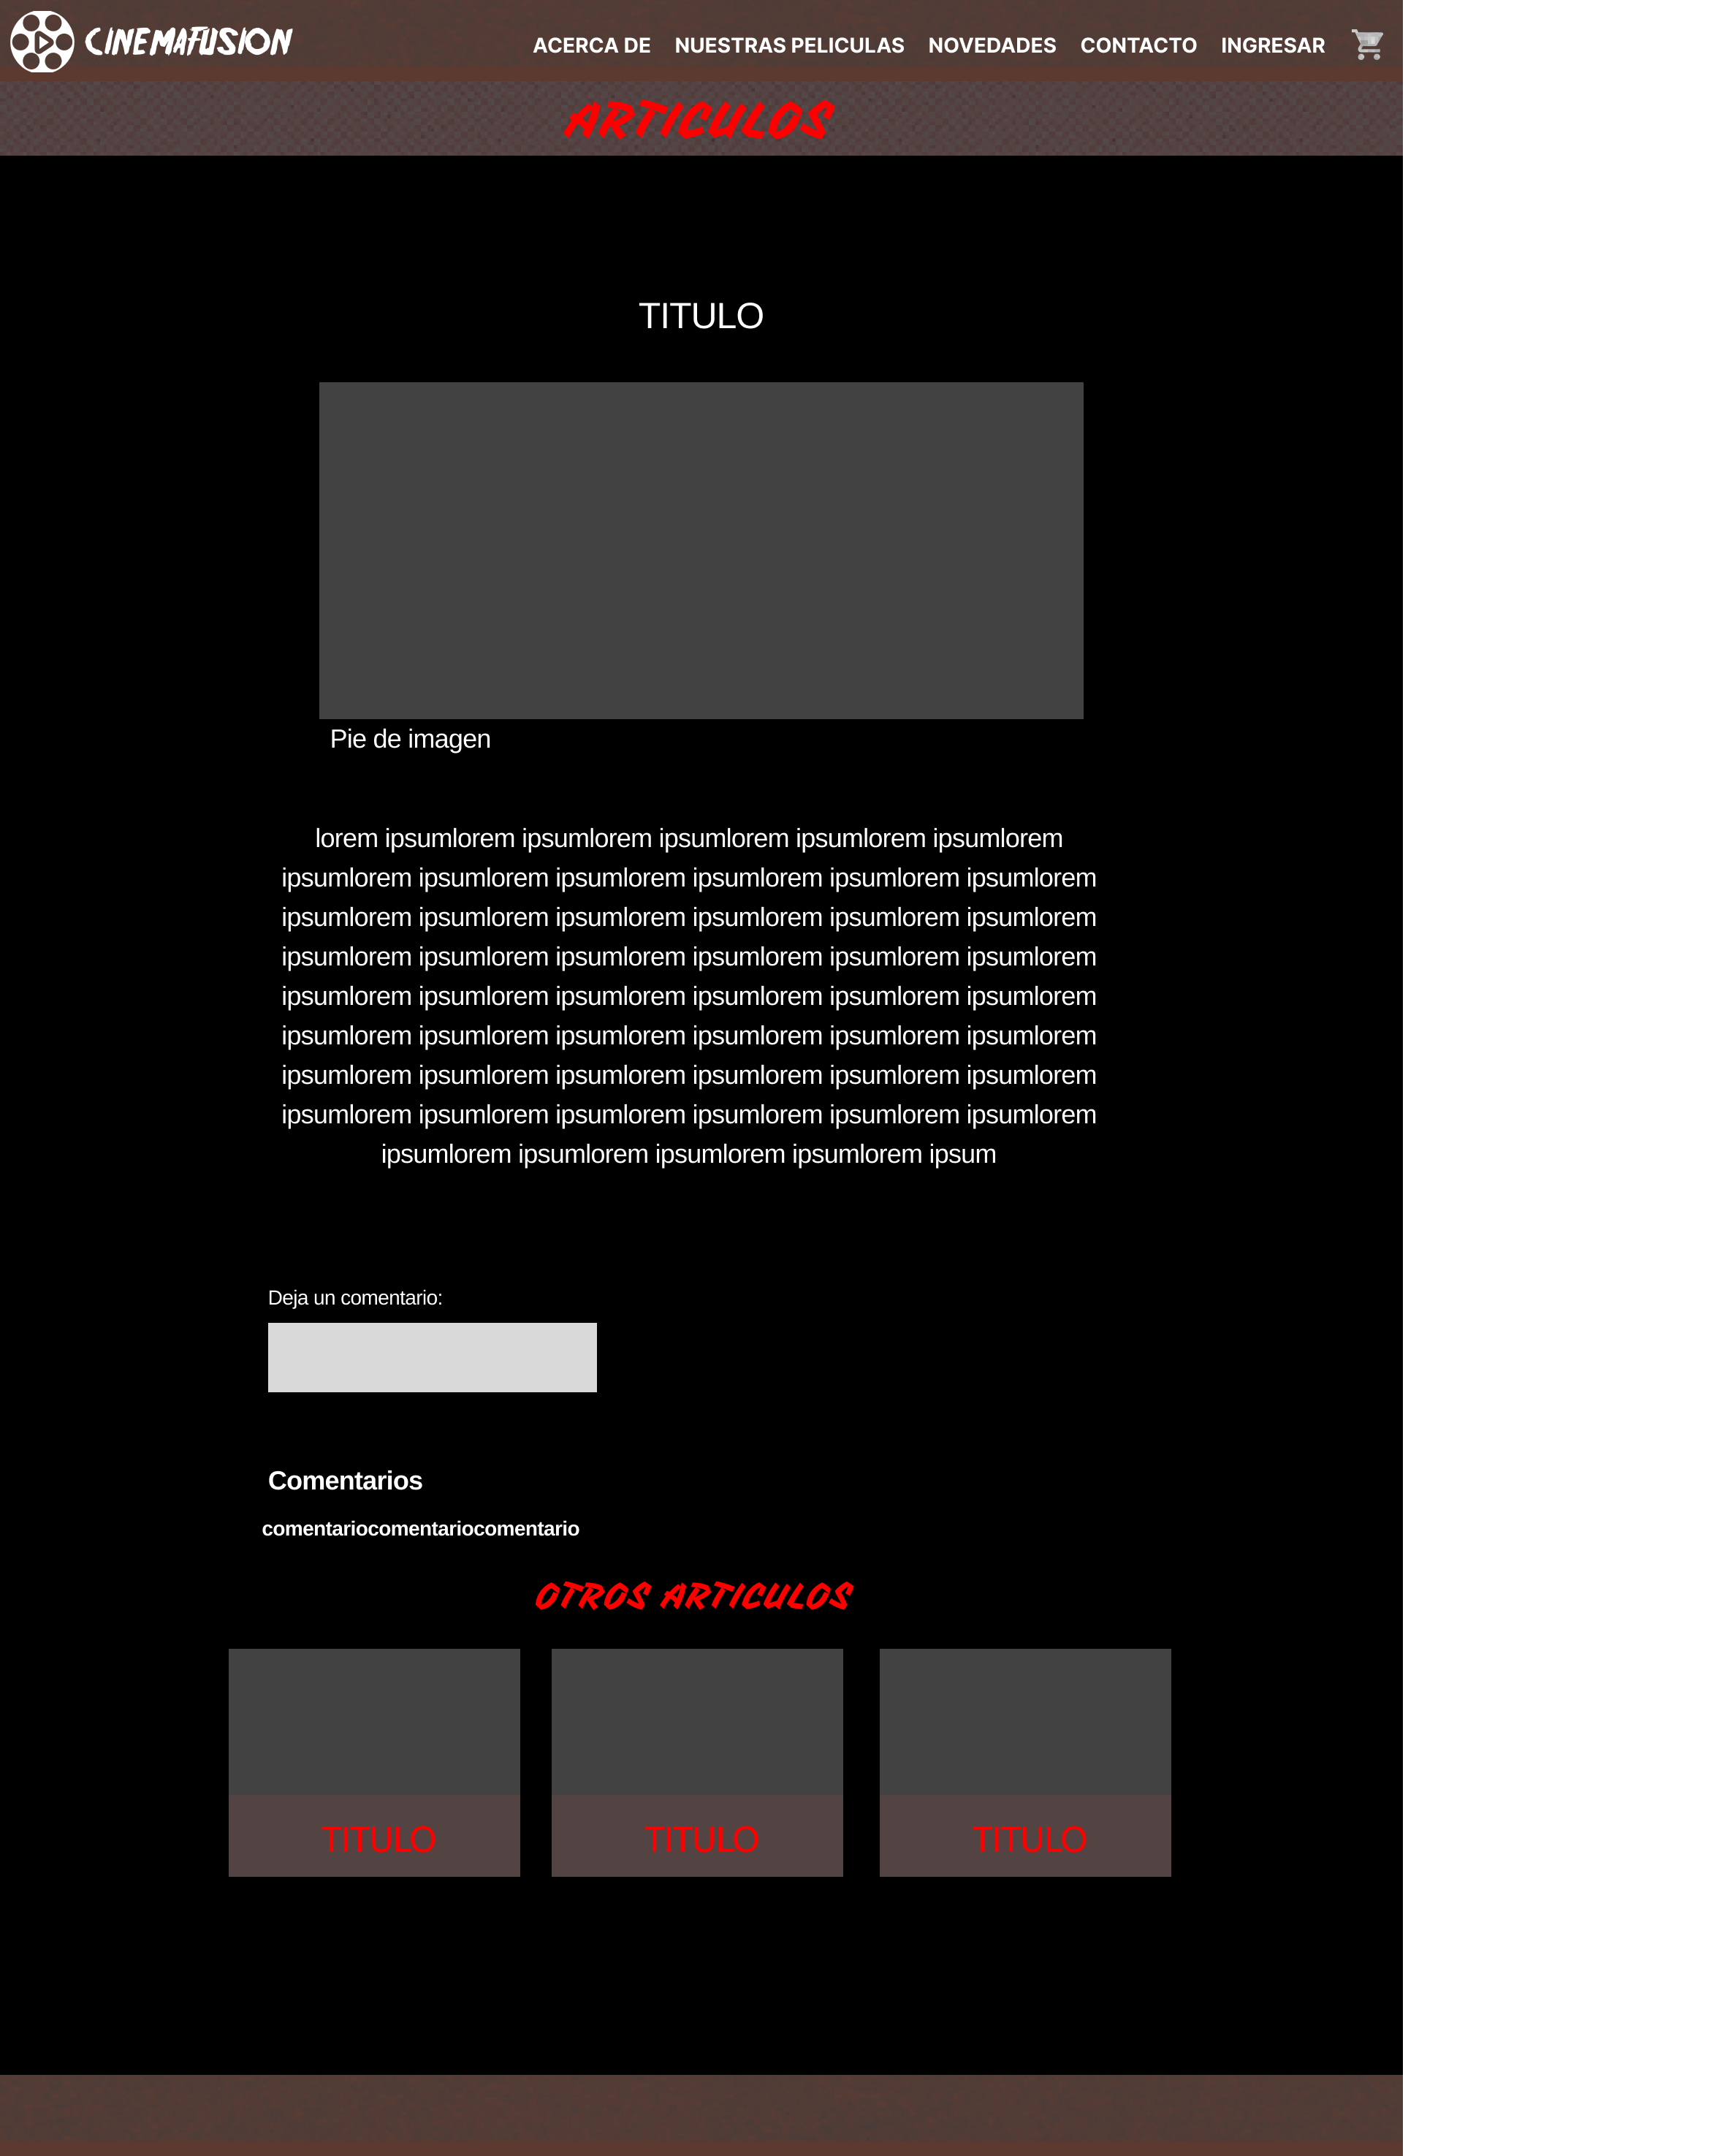 CINEMAFUSION
ACERCA DE NUESTRAS PELICULAS NOVEDADES CONTACTO INGRESAR
ARTICULOS
TITULO
Pie de imagen
lorem ipsumlorem ipsumlorem ipsumlorem ipsumlorem ipsumlorem
ipsumlorem ipsumlorem ipsumlorem ipsumlorem ipsumlorem ipsumlorem
ipsumlorem ipsumlorem ipsumlorem ipsumlorem ipsumlorem ipsumlorem
ipsumlorem ipsumlorem ipsumlorem ipsumlorem ipsumlorem ipsumlorem
ipsumlorem ipsumlorem ipsumlorem ipsumlorem ipsumlorem ipsumlorem
ipsumlorem ipsumlorem ipsumlorem ipsumlorem ipsumlorem ipsumlorem
ipsumlorem ipsumlorem ipsumlorem ipsumlorem ipsumlorem ipsumlorem
ipsumlorem ipsumlorem ipsumlorem ipsumlorem ipsumlorem ipsumlorem
ipsumlorem ipsumlorem ipsumlorem ipsumlorem ipsum
Deja un comentario:
Comentarios
comentariocomentariocomentario
OTROS ARTICULOS
TITULO TITULO TITULO